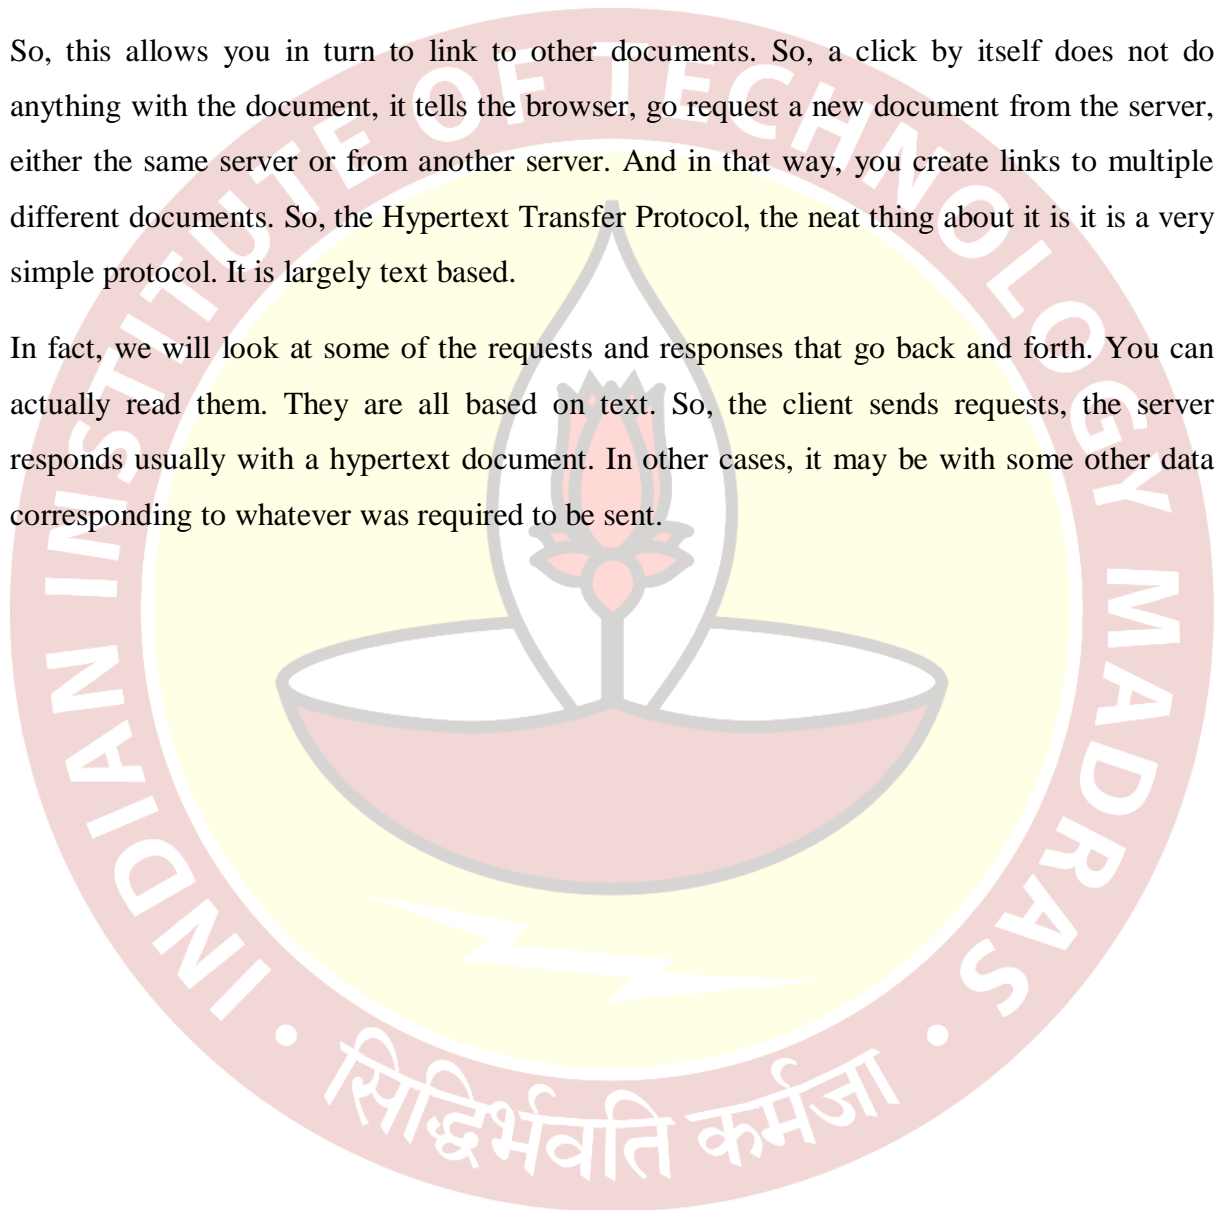 So, this allows you in turn to link to other documents. So, a click by itself does not do
anything with the document, it tells the browser, go request a new document from the server,
either the same server or from another server. And in that way, you create links to multiple
different documents. So, the Hypertext Transfer Protocol, the neat thing about it is it is a very
simple protocol. It is largely text based.
In fact, we will look at some of the requests and responses that go back and forth. You can
actually read them. They are all based on text. So, the client sends requests, the server
responds usually with a hypertext document. In other cases, it may be with some other data
corresponding to whatever was required to be sent.
INDIAN INSTITUTE OF TECHNOLOGY MADRAS
सिद्धिर्भवति कर्मजा